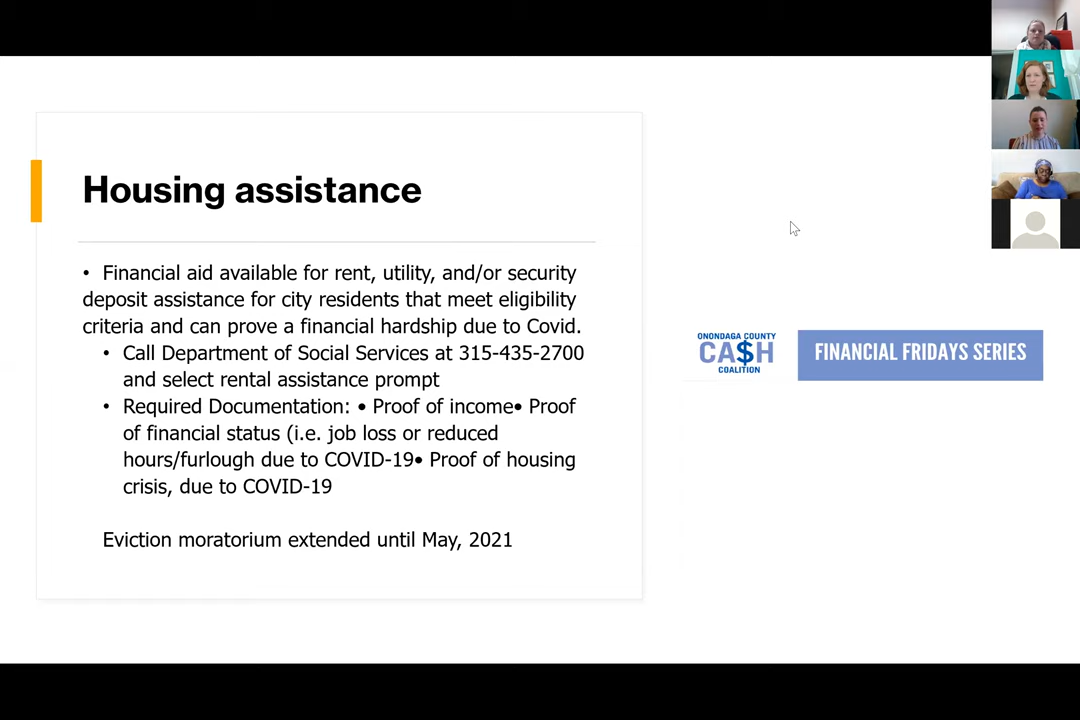 Housing assistance
• Financial aid available for rent, utility, and/or security
deposit assistance for city residents that meet eligibility
criteria and can prove a financial hardship due to Covid.
• Call Department of Social Services at 315-435-2700
and select rental assistance prompt
• Required Documentation: • Proof of income• Proof
of financial status (i.e. job loss or reduced
hours/furlough due to COVID-19• Proof of housing
crisis, due to COVID-19
Eviction moratorium extended until May, 2021
ONONDAGA COUNTY
CA$H
COALITION
FINANCIAL FRIDAYS SERIES